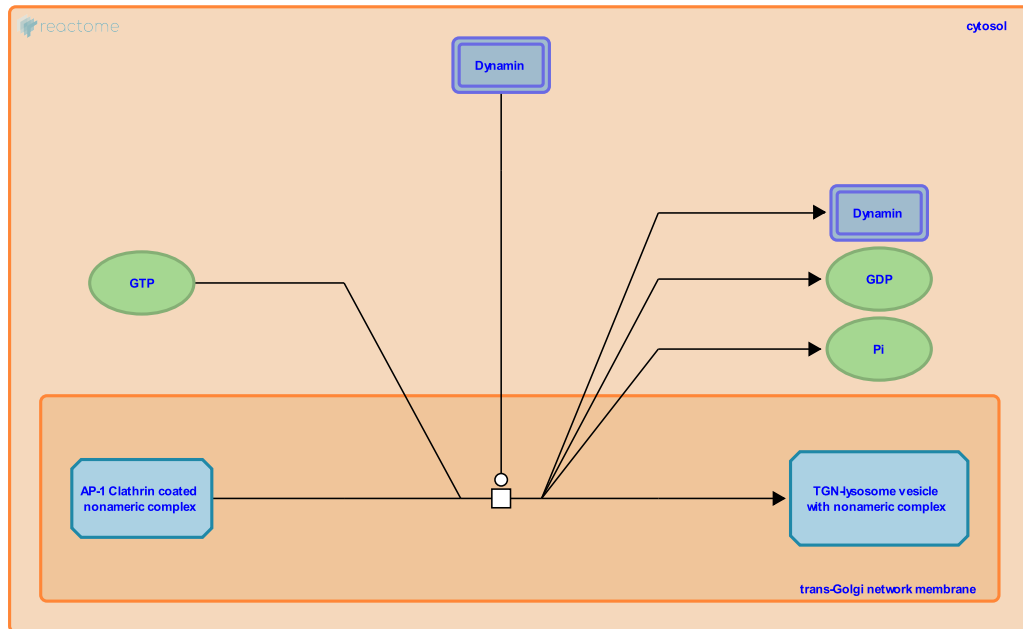 reactome
cytosol
Dynamin
Dynamin
GTP
GDP
Pi
AP-1 Clathrin coated
nonameric complex
TGN-lysosome vesicle
with nonameric complex
trans-Golgi network membrane